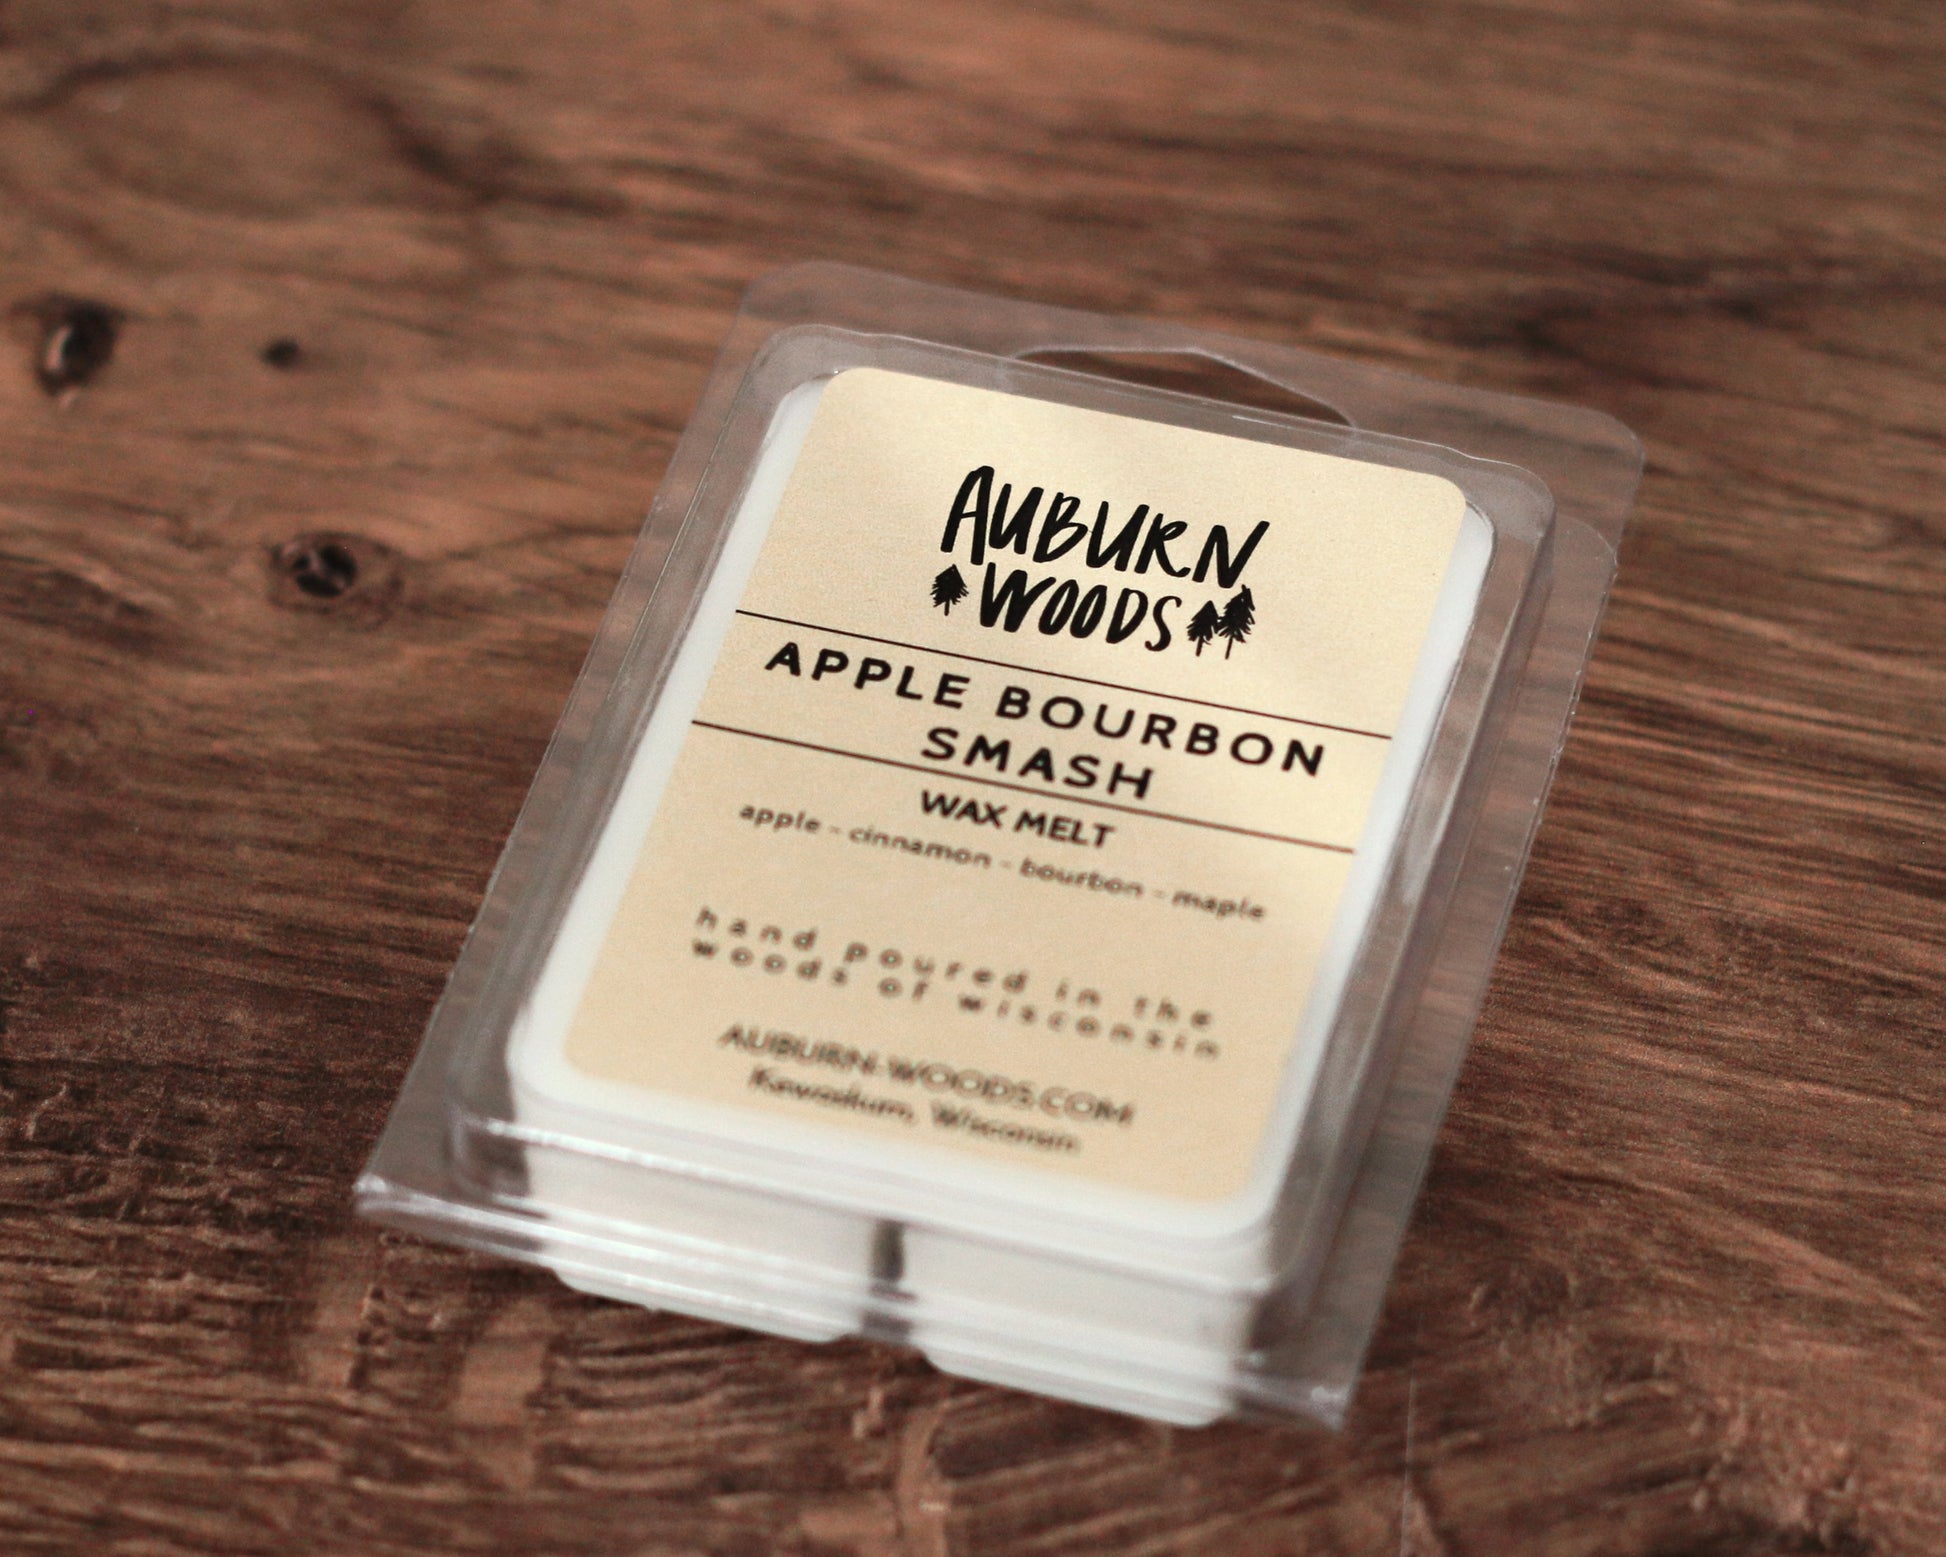 AUBURN
WOODS
APPLE BOURBON
SMASH
WAX MELT
apple - cinnamon - bourbon - maple
hand poured in the
woods of wisconsin
AUBURN-WOODS.COM
Wisconsin